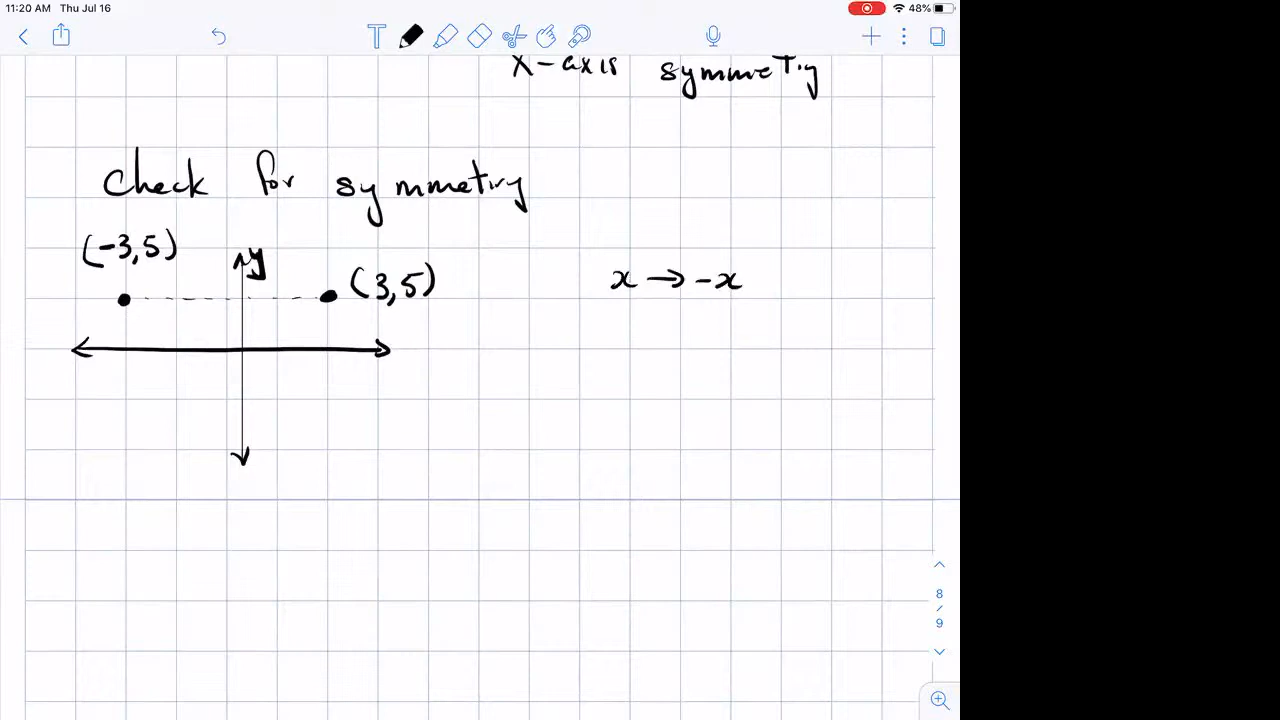 11:20 AM Thu Jul 16
48%
T
x-axis symmetry
Check for symmetry
(-3,5)
y
(3,5)
x → -x
8
/
9